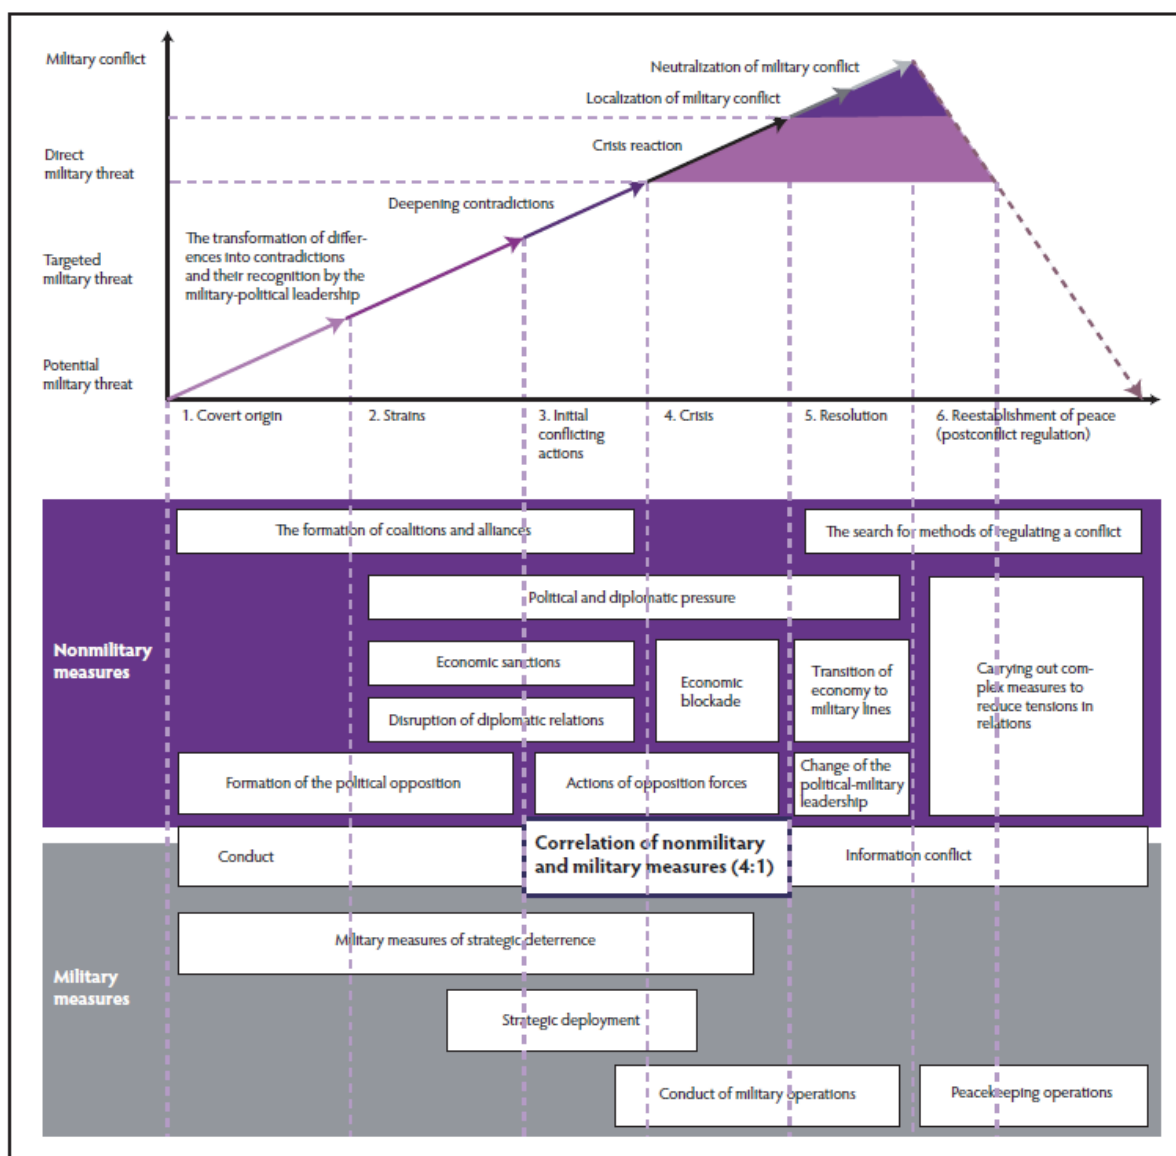 Military conflict
Neutralization of military conflict
Localization of military conflict
Crisis reaction
Direct
military threat
Deepening contradictions
The transformation of differ-
ences into contradictions
and their recognition by the
military-political leadership
Targeted
military threat
Potential
military threat
1. Covert origin
2. Strains
3. Initial
conflicting
actions
4. Crisis
5. Resolution
6. Reestablishment of peace
(postconflict regulation)
The formation of coalitions and alliances
The search for methods of regulating a conflict
Political and diplomatic pressure
Nonmilitary
measures
Economic sanctions
Disruption of diplomatic relations
Economic
blockade
Transition of
economy to
military lines
Carrying out com-
plex measures to
reduce tensions in
relations
Formation of the political opposition
Actions of opposition forces
Change of the
political-military
leadership
Conduct
Correlation of nonmilitary
and military measures (4:1)
Information conflict
Military measures of strategic deterrence
Military
measures
Strategic deployment
Conduct of military operations
Peacekeeping operations